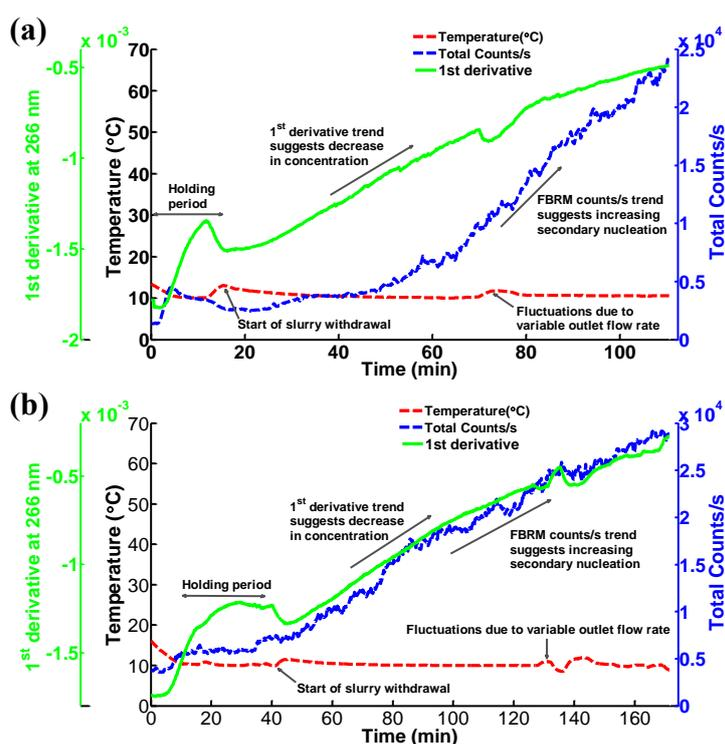 (a)
x 10⁻³
x 10⁴
Temperature(°C)
Total Counts/s
1st derivative
70
60
50
40
30
20
10
0
-0.5
-1
-1.5
-2
2.5
2
1.5
1
0.5
0
1st derivative at 266 nm
Temperature (°C)
Total Counts/s
1st derivative trend
suggests decrease
in concentration
Holding
period
FBRM counts/s trend
suggests increasing
secondary nucleation
Start of slurry withdrawal
Fluctuations due to
variable outlet flow rate
0 20 40 60 80 100
Time (min)
(b)
x 10⁻³
x 10⁴
Temperature(°C)
Total Counts/s
1st derivative
70
60
50
40
30
20
10
0
-0.5
-1
-1.5
3
2.5
2
1.5
1
0.5
0
1st derivative at 266 nm
Temperature (°C)
Total Counts/s
1st derivative trend
suggests decrease
in concentration
FBRM counts/s trend
suggests increasing
secondary nucleation
Holding period
Fluctuations due to variable outlet flow rate
Start of slurry withdrawal
0 20 40 60 80 100 120 140 160
Time (min)